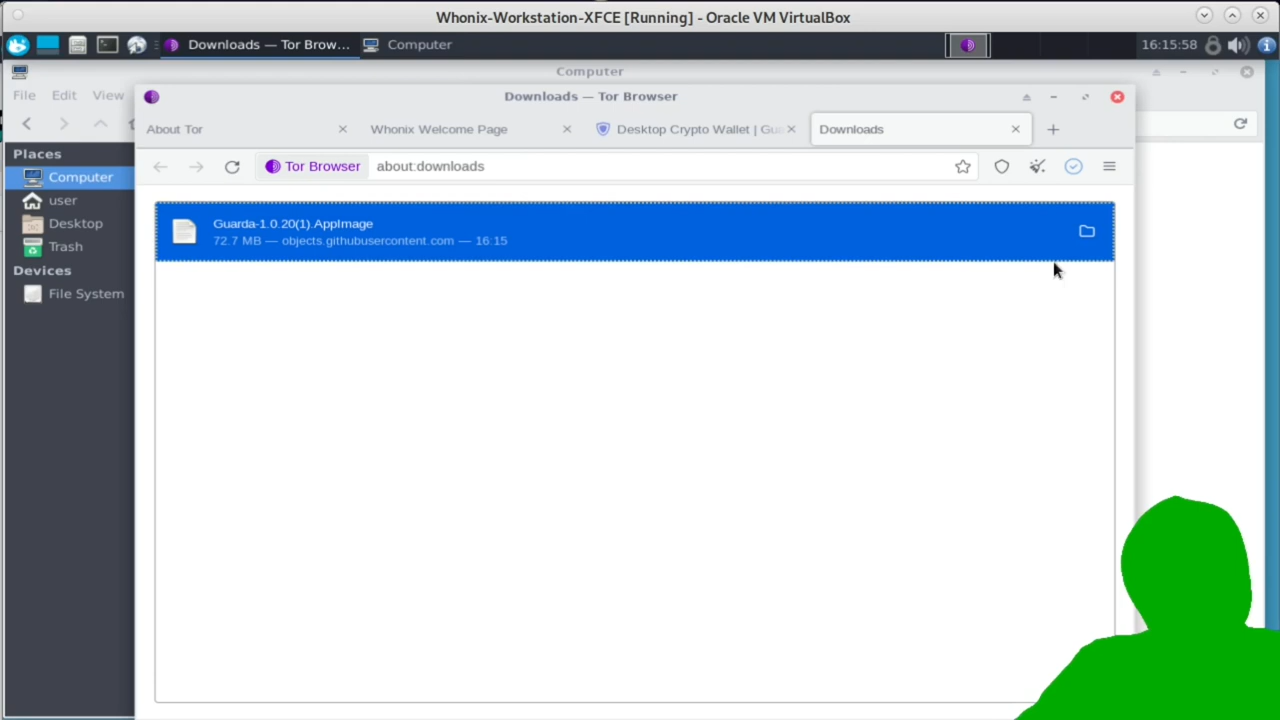 Whonix-Workstation-XFCE [Running] - Oracle VM VirtualBox
Downloads — Tor Brow...
Computer
16:15:58
Computer
File Edit View
Downloads — Tor Browser
About Tor
Whonix Welcome Page
Desktop Crypto Wallet | Gua
Downloads
Tor Browser
about:downloads
Places
Computer
user
Desktop
Trash
Devices
File System
Guarda-1.0.20(1).AppImage
72.7 MB — objects.githubusercontent.com — 16:15